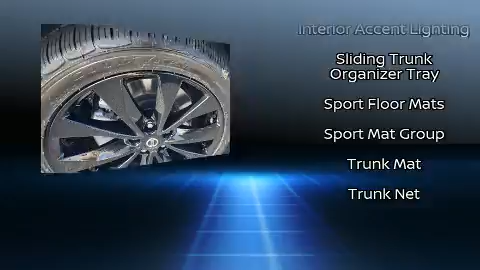 Interior Accent Lighting
Sliding Trunk
Organizer Tray
Sport Floor Mats
Sport Mat Group
Trunk Mat
Trunk Net